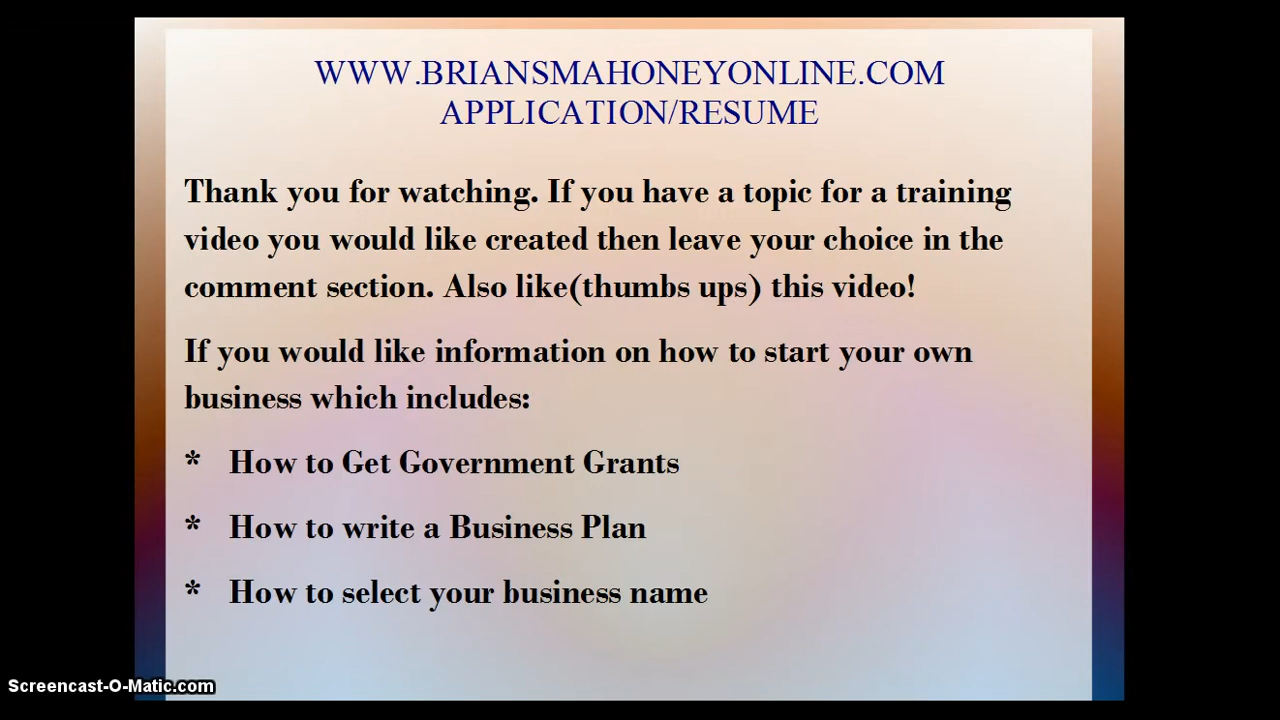 WWW.BRIANSMAHONEYONLINE.COM
APPLICATION/RESUME
Thank you for watching. If you have a topic for a training
video you would like created then leave your choice in the
comment section. Also like(thumbs ups) this video!
If you would like information on how to start your own
business which includes:
* How to Get Government Grants
* How to write a Business Plan
* How to select your business name
Screencast-O-Matic.com